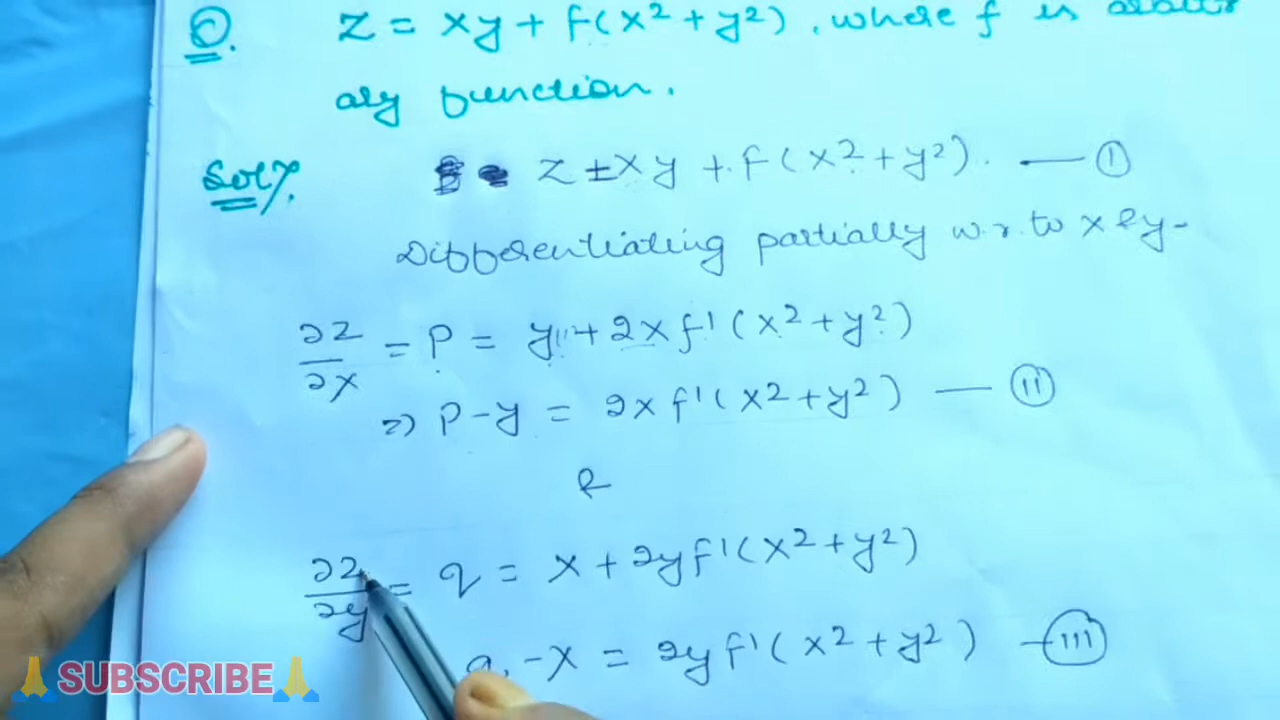 Q. z = xy + f(x² + y²), where f is
ary function.
Sol%. z = xy + f(x² + y²). — (I)
Differentiating partially w.r. to x & y-
∂z/∂x = P = y + 2x f'(x² + y²)
=> P - y = 2x f'(x² + y²) — (II)
&
∂z/∂y = q = x + 2y f'(x² + y²)
q - x = 2y f'(x² + y²) — (III)
🙏SUBSCRIBE🙏